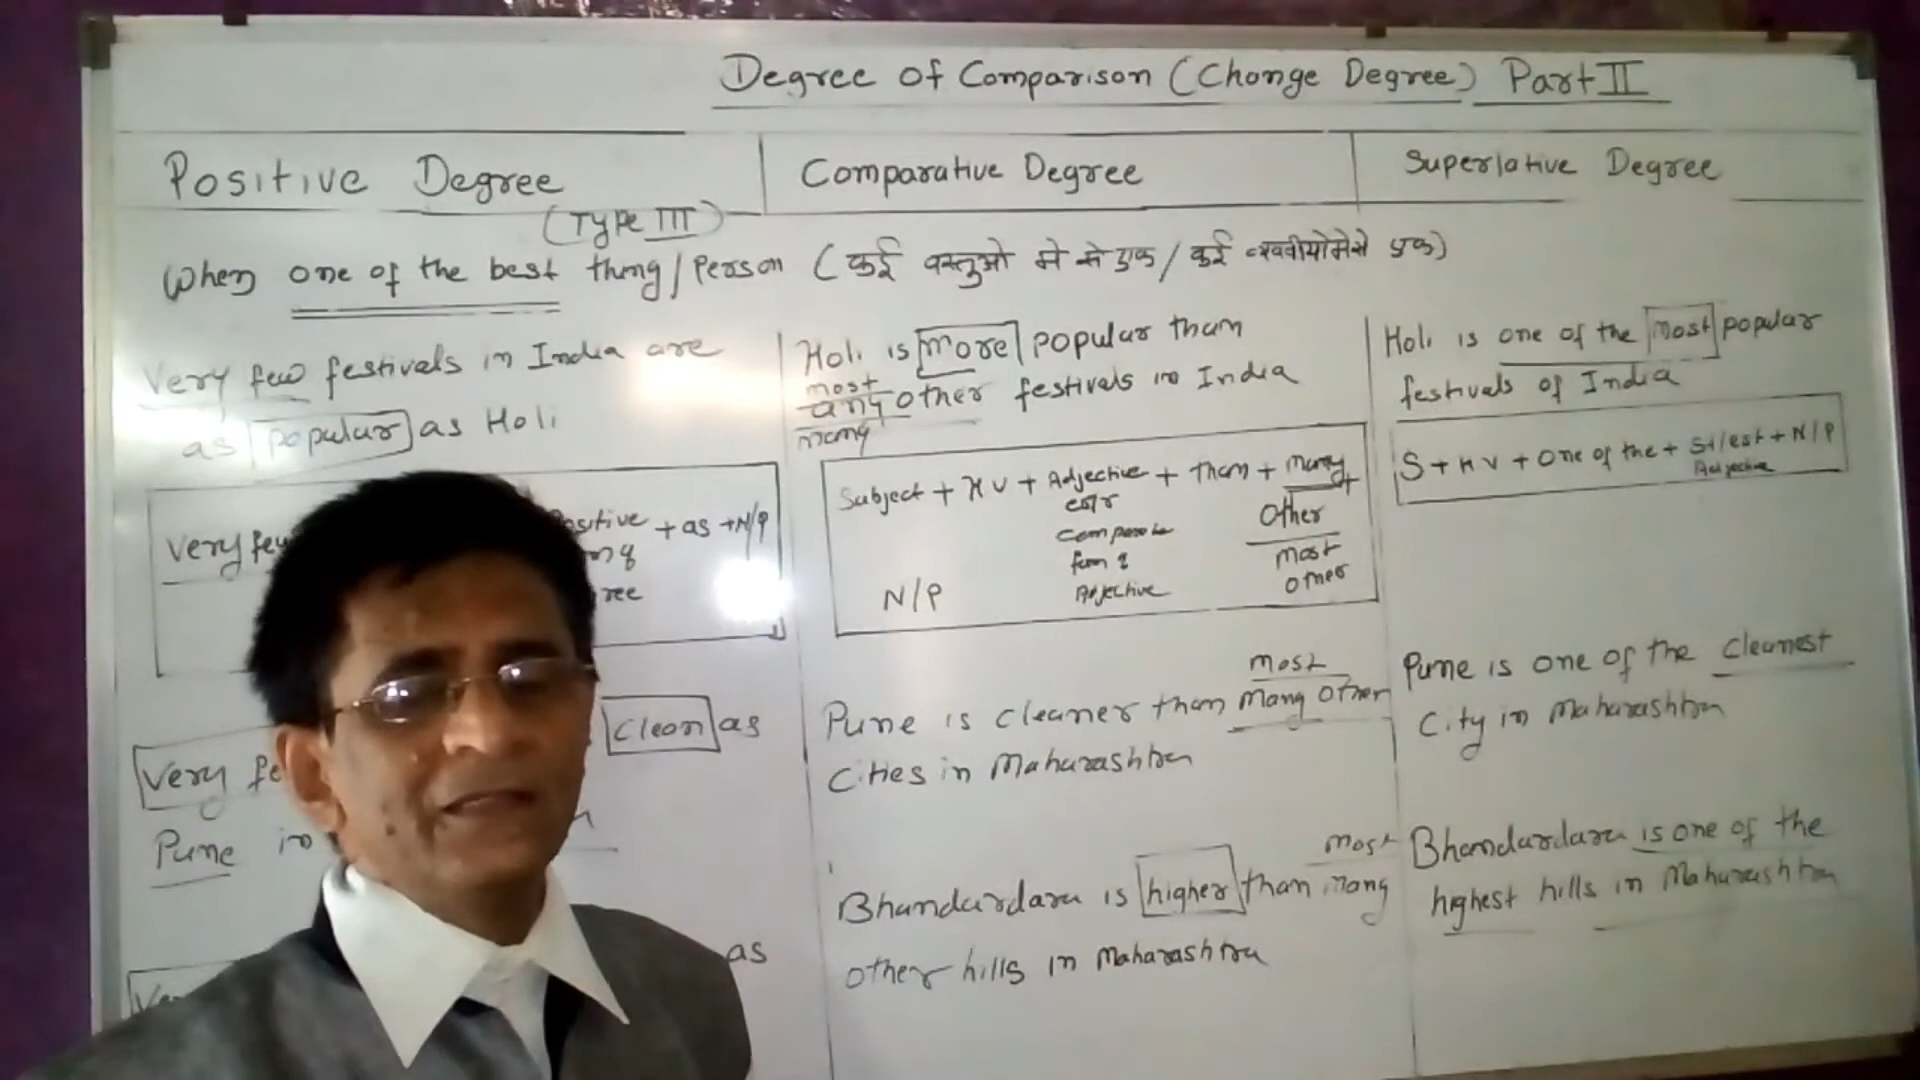 Degree of Comparison (Change Degree) Part II
Positive Degree
Comparative Degree
Superlative Degree
(Type III)
When one of the best thing/Person (कई वस्तुओ मे से एक / कई व्यक्तीयोमेसे एक)
Very few festivals in India are
as popular as Holi
Very few
Positive + as + N/P
Holi is more popular than
most
any other festivals in India
many
Subject + HV + Adjective + than + many
Other
Comparative
form of
most
N/P
Adjective
other
Holi is one of the most popular
festivals of India
S + HV + One of the + st/est + N/P
Adjective
Very fe
clean as
Pune in
as
most
Pune is cleaner than many other
Cities in Maharashtra
most
Bhandardara is higher than many
other hills in Maharashtra
Pune is one of the cleanest
City in Maharashtra
Bhandardara is one of the
highest hills in Maharashtra